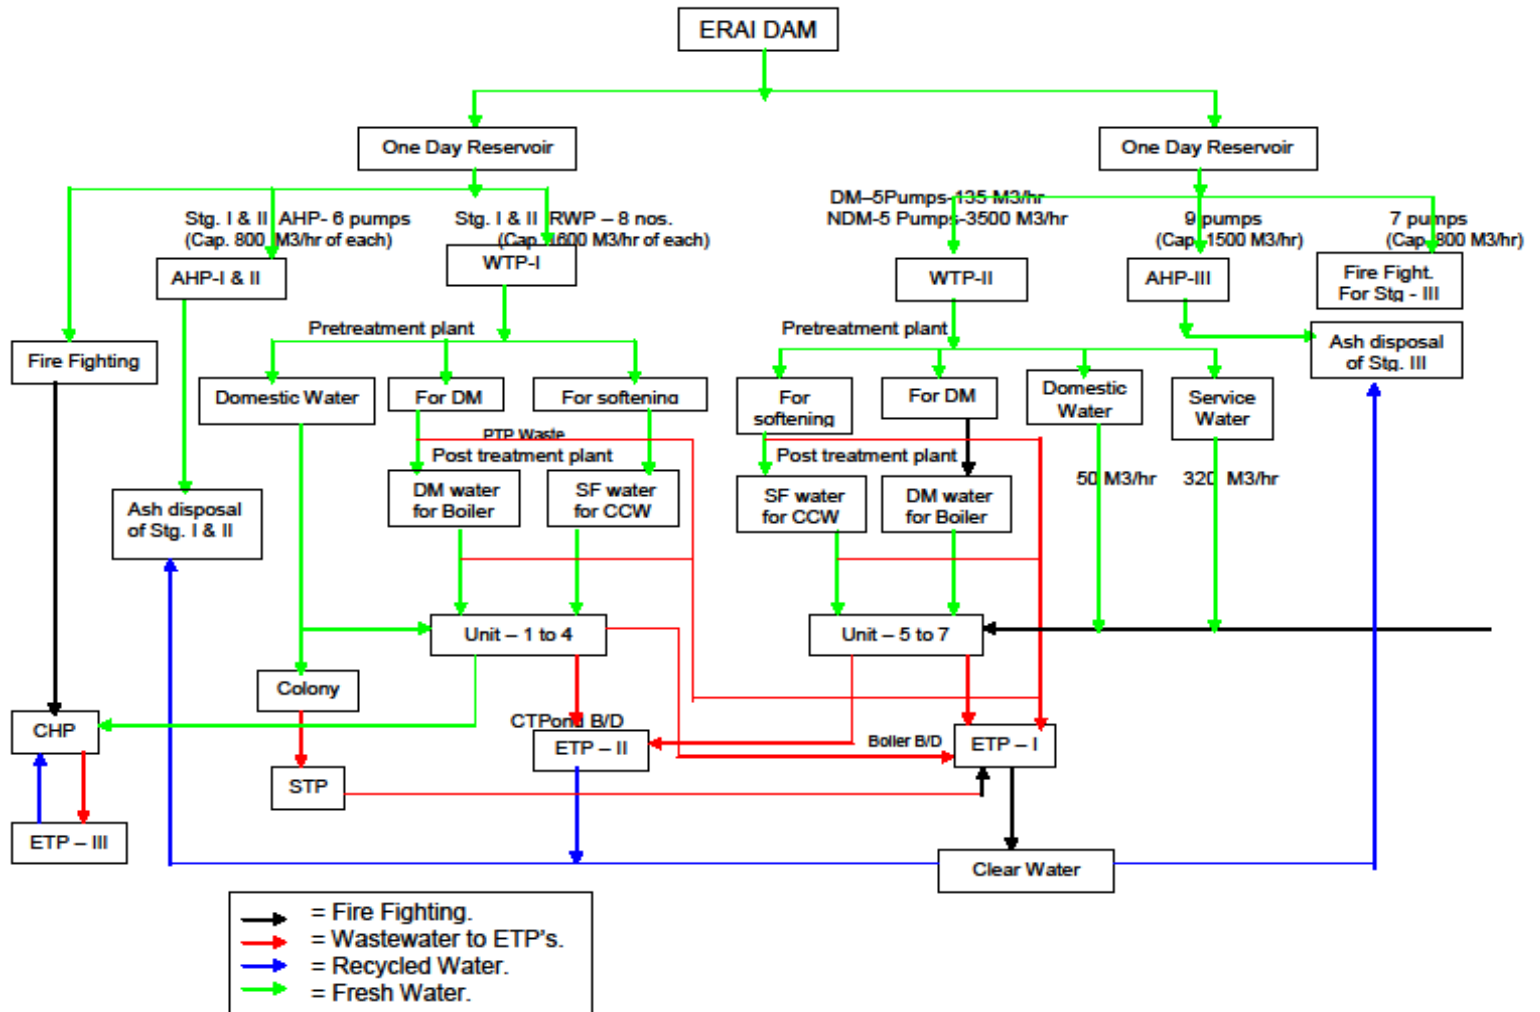 ERAI DAM
One Day Reservoir
One Day Reservoir
Stg. I & II AHP- 6 pumps
(Cap. 800 M3/hr of each)
Stg. I & II RWP – 8 nos.
(Cap. 1600 M3/hr of each)
DM–5Pumps-135 M3/hr
NDM-5 Pumps-3500 M3/hr
9 pumps
(Cap. 1500 M3/hr)
7 pumps
(Cap. 800 M3/hr)
AHP-I & II
WTP-I
WTP-II
AHP-III
Fire Fight.
For Stg - III
Pretreatment plant
Pretreatment plant
Fire Fighting
Ash disposal
of Stg. III
Domestic Water
For DM
For softening
For
softening
For DM
Domestic
Water
Service
Water
PTP Waste
Post treatment plant
Post treatment plant
50 M3/hr
320 M3/hr
Ash disposal
of Stg. I & II
DM water
for Boiler
SF water
for CCW
SF water
for CCW
DM water
for Boiler
Unit – 1 to 4
Unit – 5 to 7
Colony
CHP
CTPond B/D
ETP – II
Boiler B/D
ETP – I
STP
ETP – III
Clear Water
= Fire Fighting.
= Wastewater to ETP's.
= Recycled Water.
= Fresh Water.